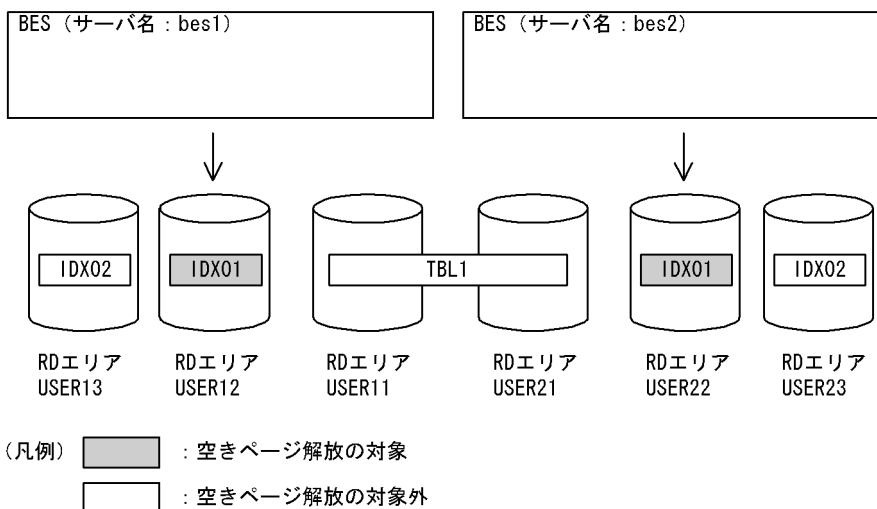 BES（サーバ名：bes1）
BES（サーバ名：bes2）
IDX02
IDX01
TBL1
IDX01
IDX02
RDエリア
USER13
RDエリア
USER12
RDエリア
USER11
RDエリア
USER21
RDエリア
USER22
RDエリア
USER23
（凡例）　：空きページ解放の対象
：空きページ解放の対象外